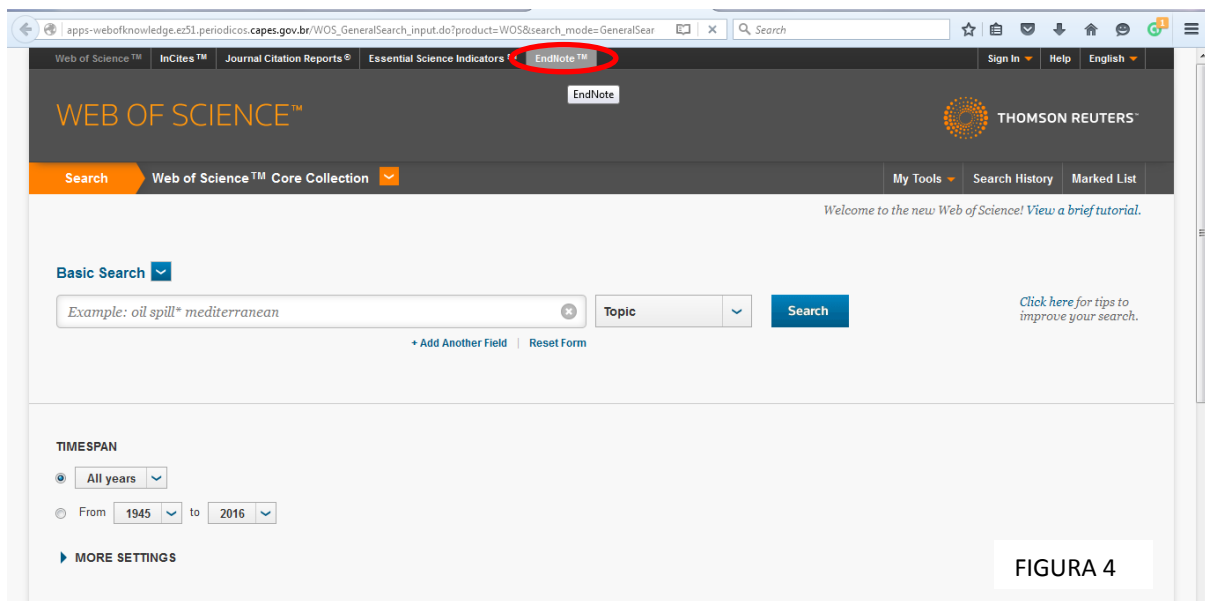 apps-webofknowledge.ez51.periodicos.capes.gov.br/WOS_GeneralSearch_input.do?product=WOS&search_mode=GeneralSear Search 1
Web of Science™ InCites™ Journal Citation Reports® Essential Science Indicators™ EndNote™ Sign In Help English
EndNote
WEB OF SCIENCE™ THOMSON REUTERS™
Search Web of Science™ Core Collection My Tools Search History Marked List
Welcome to the new Web of Science! View a brief tutorial.
Basic Search
Example: oil spill* mediterranean Topic Search Click here for tips to
improve your search.
+ Add Another Field | Reset Form
TIMESPAN
All years
From 1945 to 2016
MORE SETTINGS
FIGURA 4